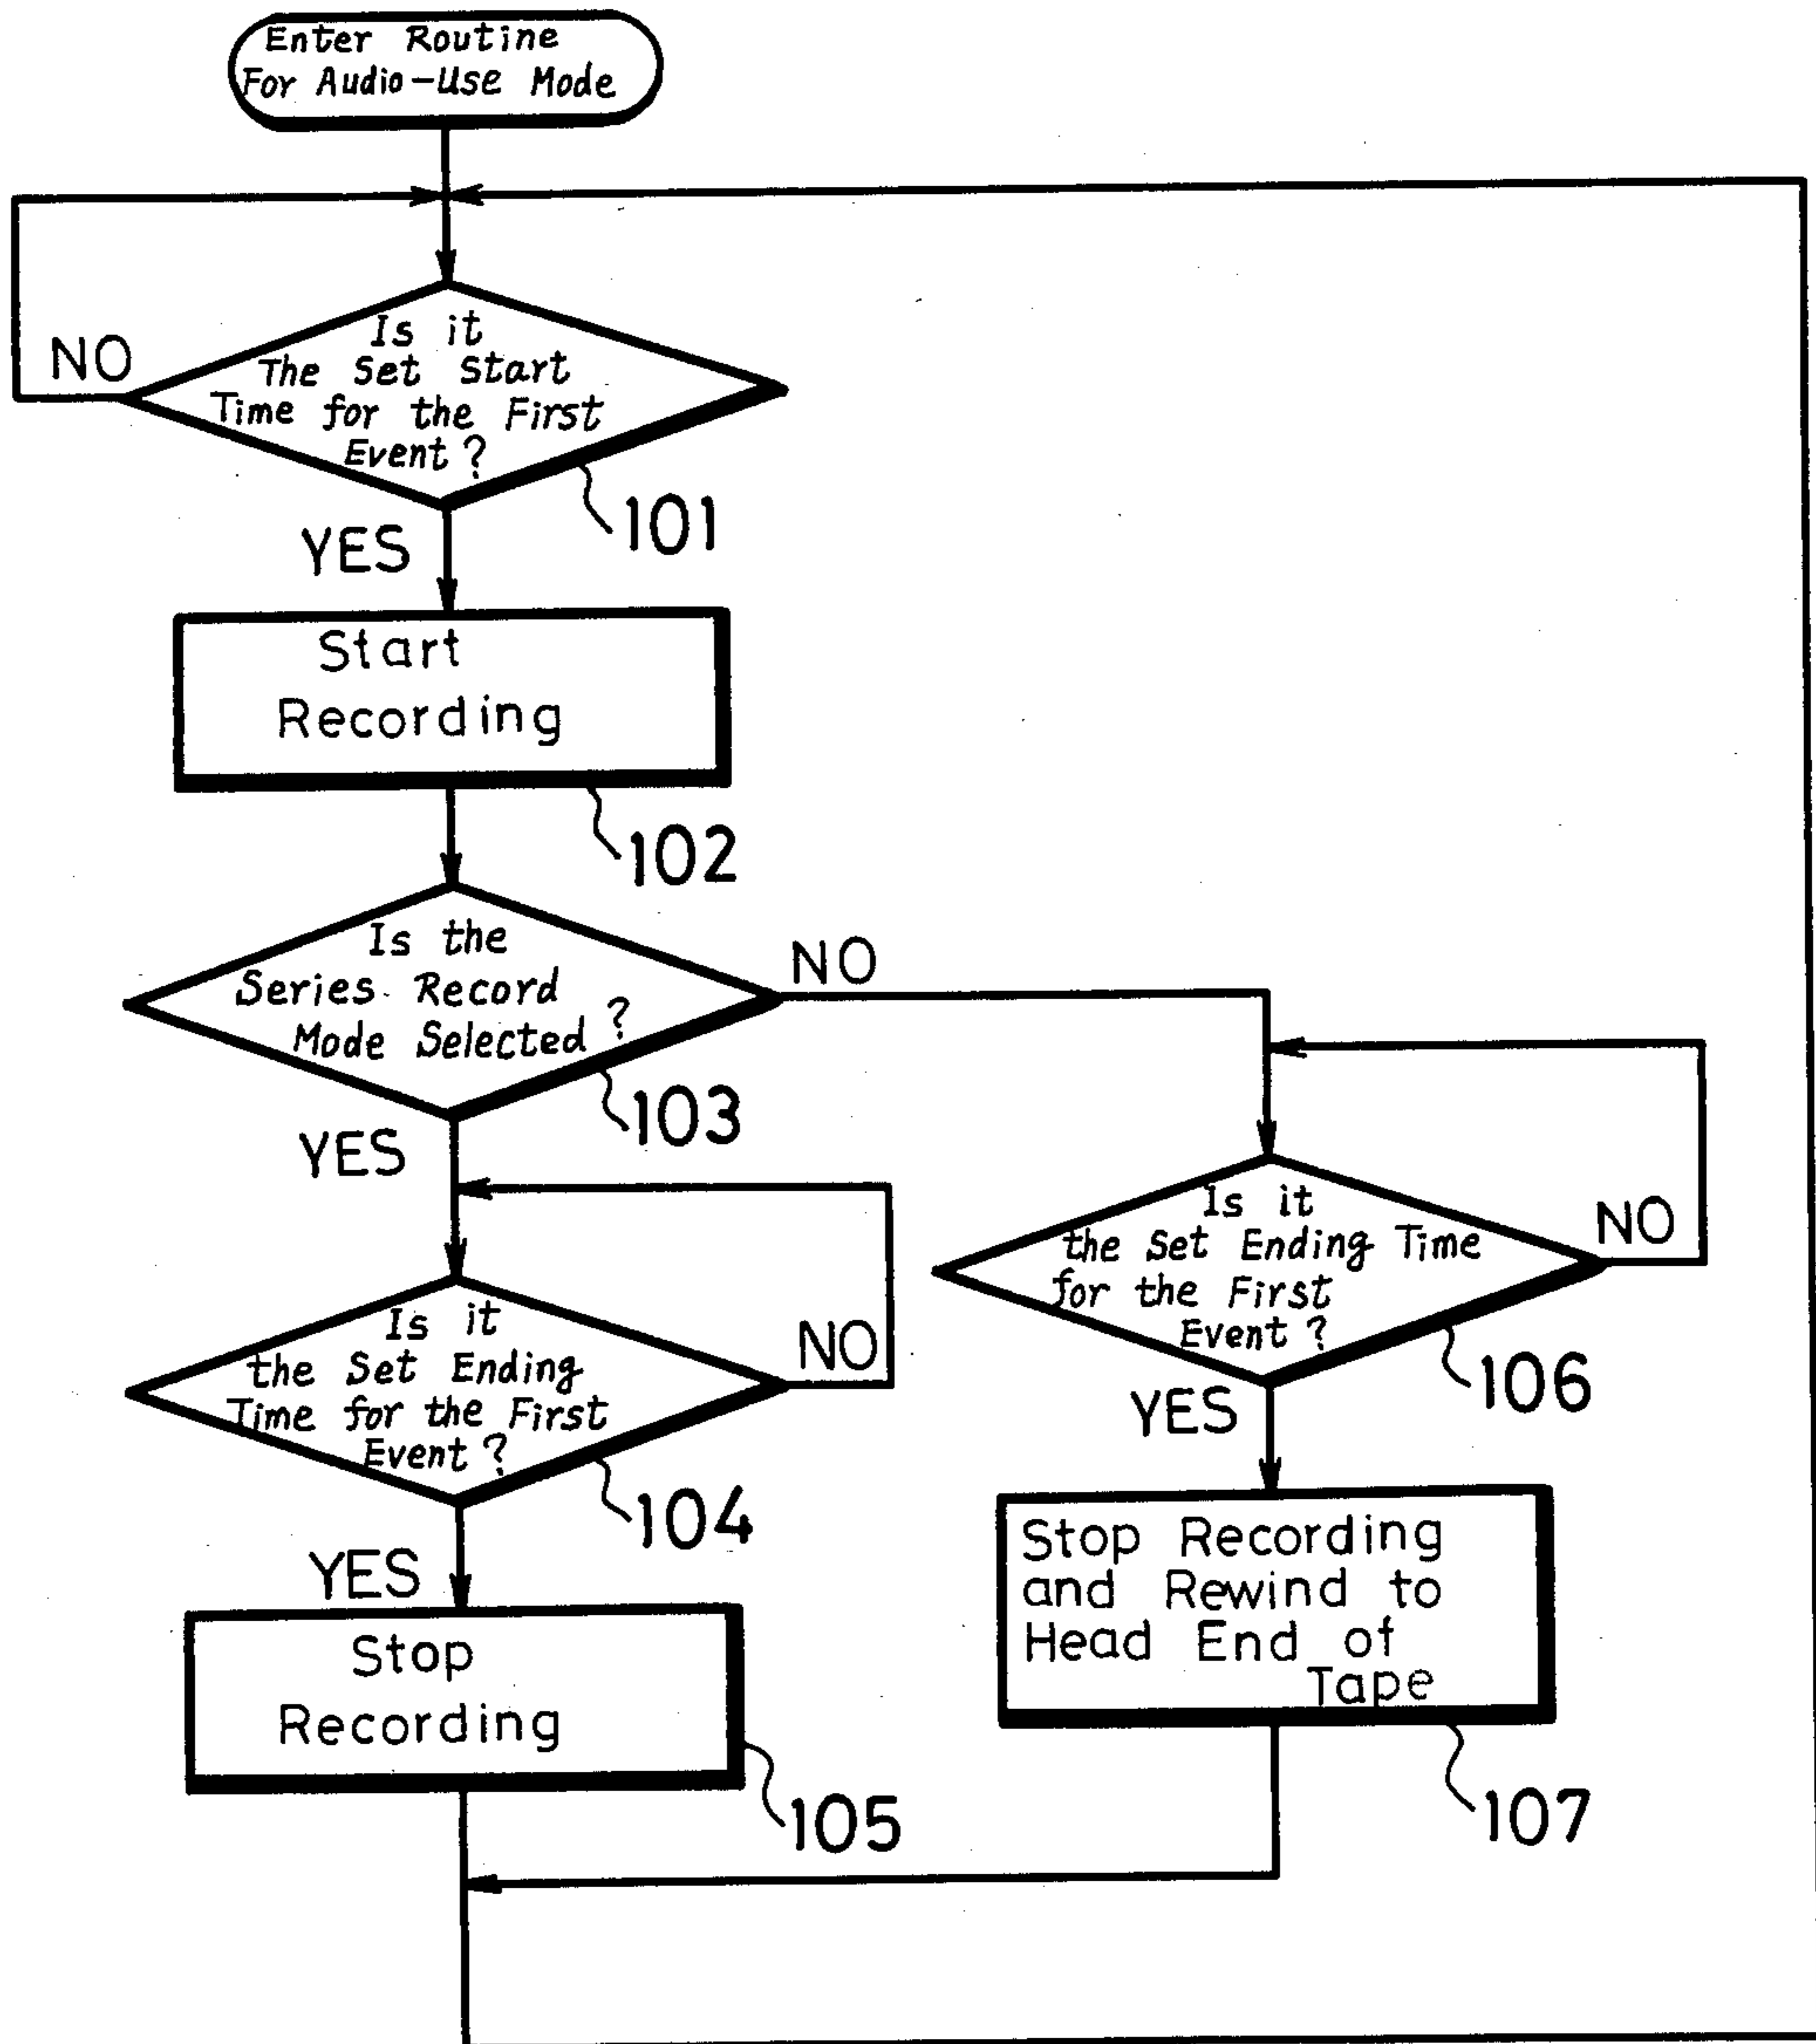 Enter Routine
For Audio-Use Mode
NO
Is it
The Set Start
Time for the First
Event ?
101
YES
Start
Recording
102
Is the
Series Record
Mode Selected ?
NO
103
YES
Is it
the Set Ending
Time for the First
Event ?
NO
104
YES
Stop
Recording
105
Is it
the Set Ending Time
for the First
Event ?
NO
106
YES
Stop Recording
and Rewind to
Head End of
Tape
107